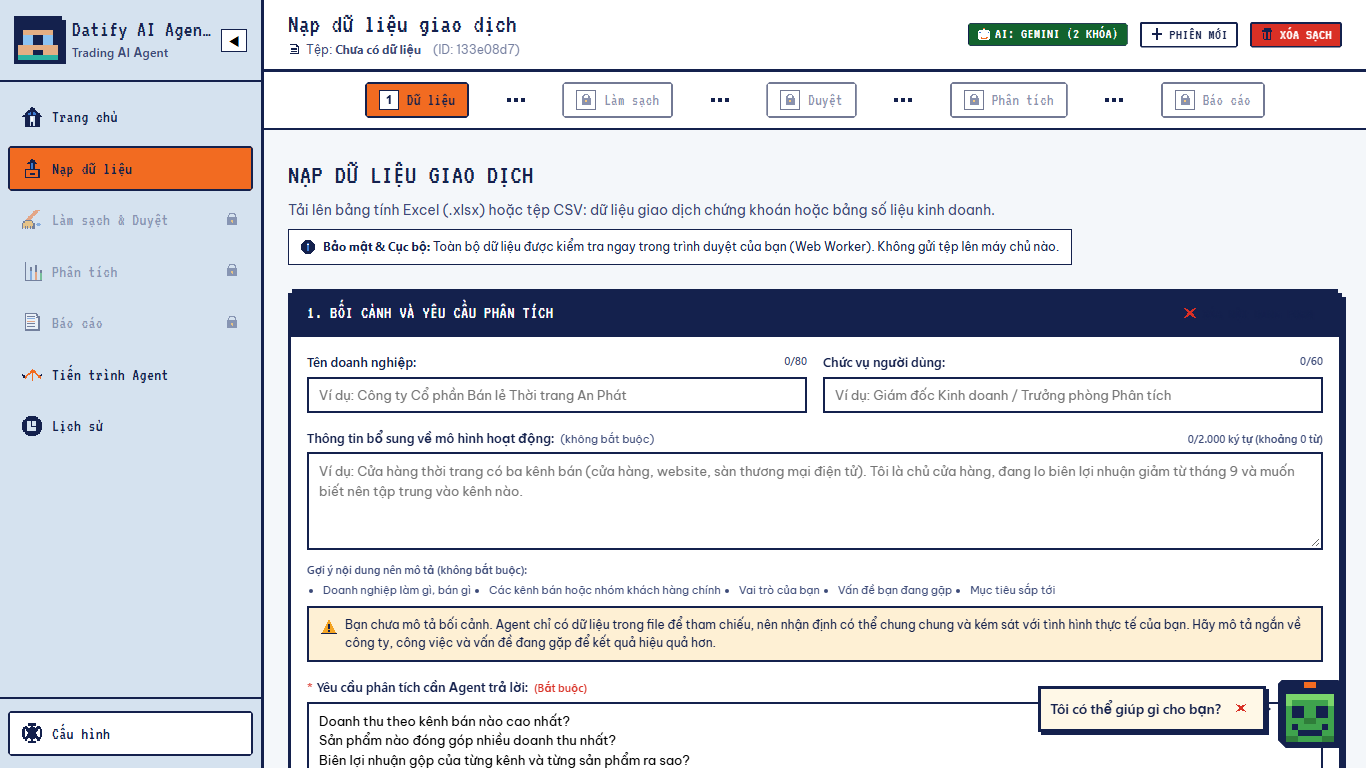 Datify AI Agen…
Trading AI Agent
Trang chủ
Nạp dữ liệu
Làm sạch & Duyệt
Phân tích
Báo cáo
Tiến trình Agent
Lịch sử
Cấu hình
Nạp dữ liệu giao dịch
Tệp: Chưa có dữ liệu (ID: 133e08d7)
AI: GEMINI (2 KHÓA)
PHIÊN MỚI
XÓA SẠCH
1 Dữ liệu
Làm sạch
Duyệt
Phân tích
Báo cáo
NẠP DỮ LIỆU GIAO DỊCH
Tải lên bảng tính Excel (.xlsx) hoặc tệp CSV: dữ liệu giao dịch chứng khoán hoặc bảng số liệu kinh doanh.
Bảo mật & Cục bộ: Toàn bộ dữ liệu được kiểm tra ngay trong trình duyệt của bạn (Web Worker). Không gửi tệp lên máy chủ nào.
1. BỐI CẢNH VÀ YÊU CẦU PHÂN TÍCH
Tên doanh nghiệp: 0/80
Ví dụ: Công ty Cổ phần Bán lẻ Thời trang An Phát
Chức vụ người dùng: 0/60
Ví dụ: Giám đốc Kinh doanh / Trưởng phòng Phân tích
Thông tin bổ sung về mô hình hoạt động: (không bắt buộc) 0/2.000 ký tự (khoảng 0 từ)
Ví dụ: Cửa hàng thời trang có ba kênh bán (cửa hàng, website, sàn thương mại điện tử). Tôi là chủ cửa hàng, đang lo biên lợi nhuận giảm từ tháng 9 và muốn
biết nên tập trung vào kênh nào.
Gợi ý nội dung nên mô tả (không bắt buộc):
• Doanh nghiệp làm gì, bán gì • Các kênh bán hoặc nhóm khách hàng chính • Vai trò của bạn • Vấn đề bạn đang gặp • Mục tiêu sắp tới
Bạn chưa mô tả bối cảnh. Agent chỉ có dữ liệu trong file để tham chiếu, nên nhận định có thể chung chung và kém sát với tình hình thực tế của bạn. Hãy mô tả ngắn về
công ty, công việc và vấn đề đang gặp để kết quả hiệu quả hơn.
* Yêu cầu phân tích cần Agent trả lời: (Bắt buộc)
Doanh thu theo kênh bán nào cao nhất?
Sản phẩm nào đóng góp nhiều doanh thu nhất?
Biên lợi nhuận gộp của từng kênh và từng sản phẩm ra sao?
Tôi có thể giúp gì cho bạn?